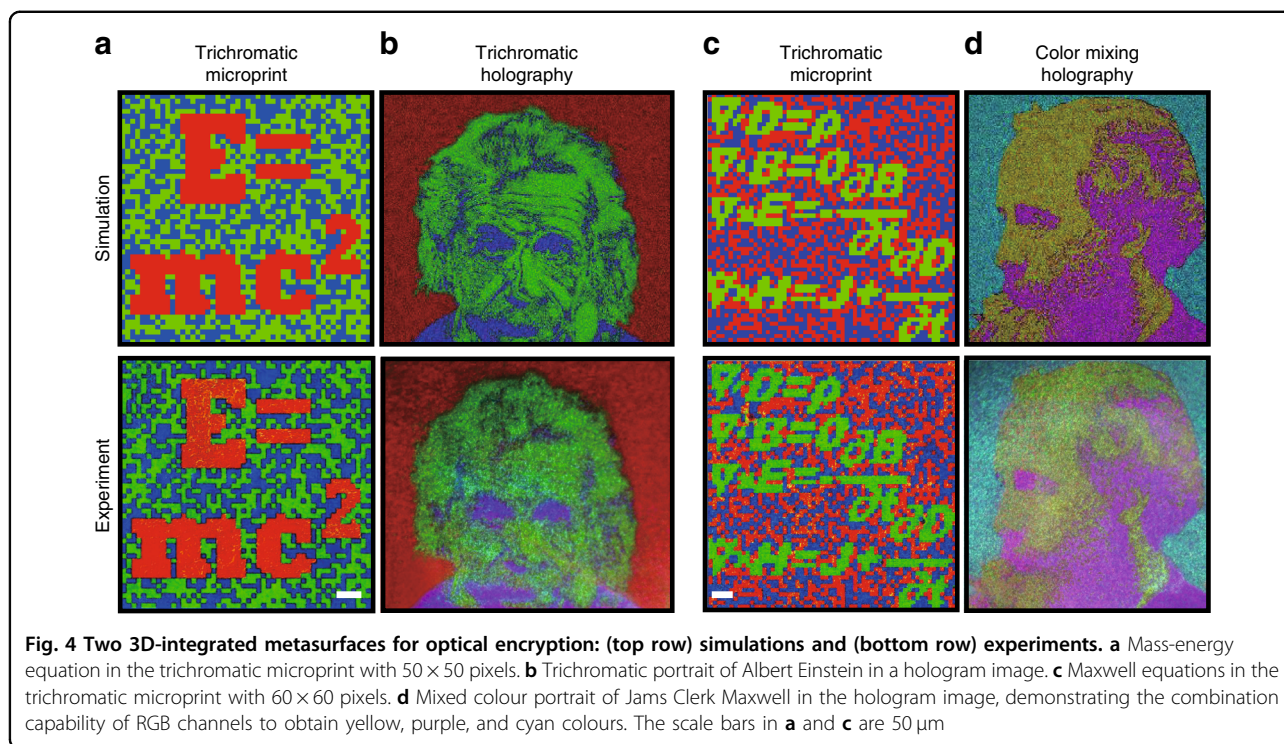 a
Trichromatic
microprint
b
Trichromatic
holography
c
Trichromatic
microprint
d
Color mixing
holography
Simulation
E=
mc²
∇·D=ρ
∇·B=0
∇×E=-∂B/∂t
∇×H=J+∂D/∂t
Experiment
E=
mc²
∇·D=ρ
∇·B=0
∇×E=-∂B/∂t
∇×H=J+∂D/∂t
Fig. 4 Two 3D-integrated metasurfaces for optical encryption: (top row) simulations and (bottom row) experiments. a Mass-energy
equation in the trichromatic microprint with 50 × 50 pixels. b Trichromatic portrait of Albert Einstein in a hologram image. c Maxwell equations in the
trichromatic microprint with 60 × 60 pixels. d Mixed colour portrait of Jams Clerk Maxwell in the hologram image, demonstrating the combination
capability of RGB channels to obtain yellow, purple, and cyan colours. The scale bars in a and c are 50 μm